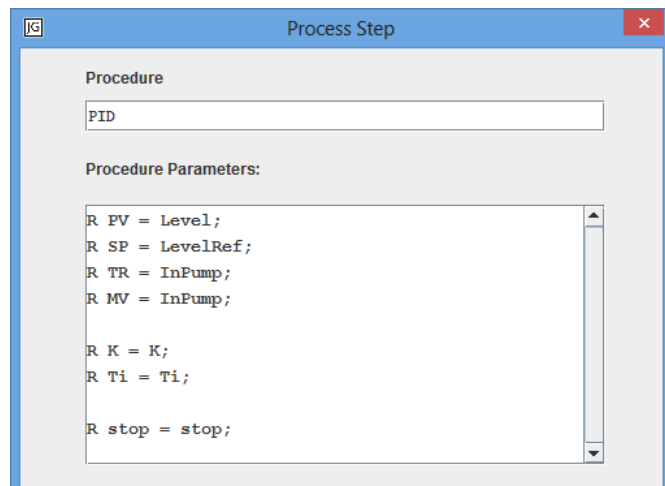 JG
Process Step
Procedure
PID
Procedure Parameters:
R PV = Level;
R SP = LevelRef;
R TR = InPump;
R MV = InPump;
R K = K;
R Ti = Ti;
R stop = stop;